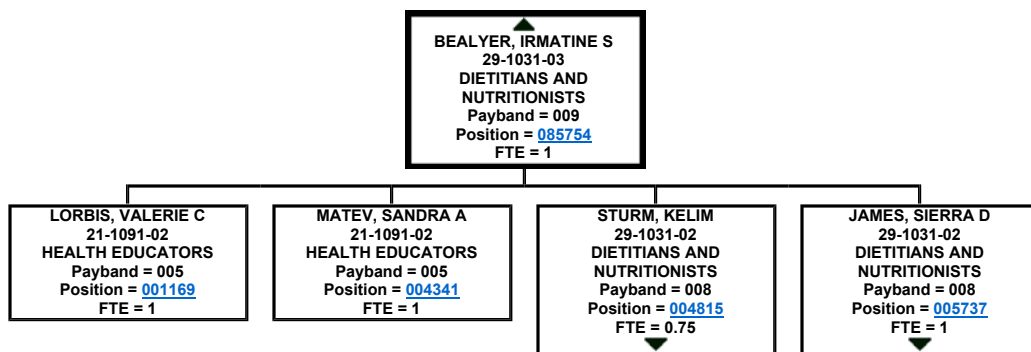 BEALYER, IRMATINE S
29-1031-03
DIETITIANS AND
NUTRITIONISTS
Payband = 009
Position = 085754
FTE = 1
LORBIS, VALERIE C
21-1091-02
HEALTH EDUCATORS
Payband = 005
Position = 001169
FTE = 1
MATEV, SANDRA A
21-1091-02
HEALTH EDUCATORS
Payband = 005
Position = 004341
FTE = 1
STURM, KELIM
29-1031-02
DIETITIANS AND
NUTRITIONISTS
Payband = 008
Position = 004815
FTE = 0.75
JAMES, SIERRA D
29-1031-02
DIETITIANS AND
NUTRITIONISTS
Payband = 008
Position = 005737
FTE = 1